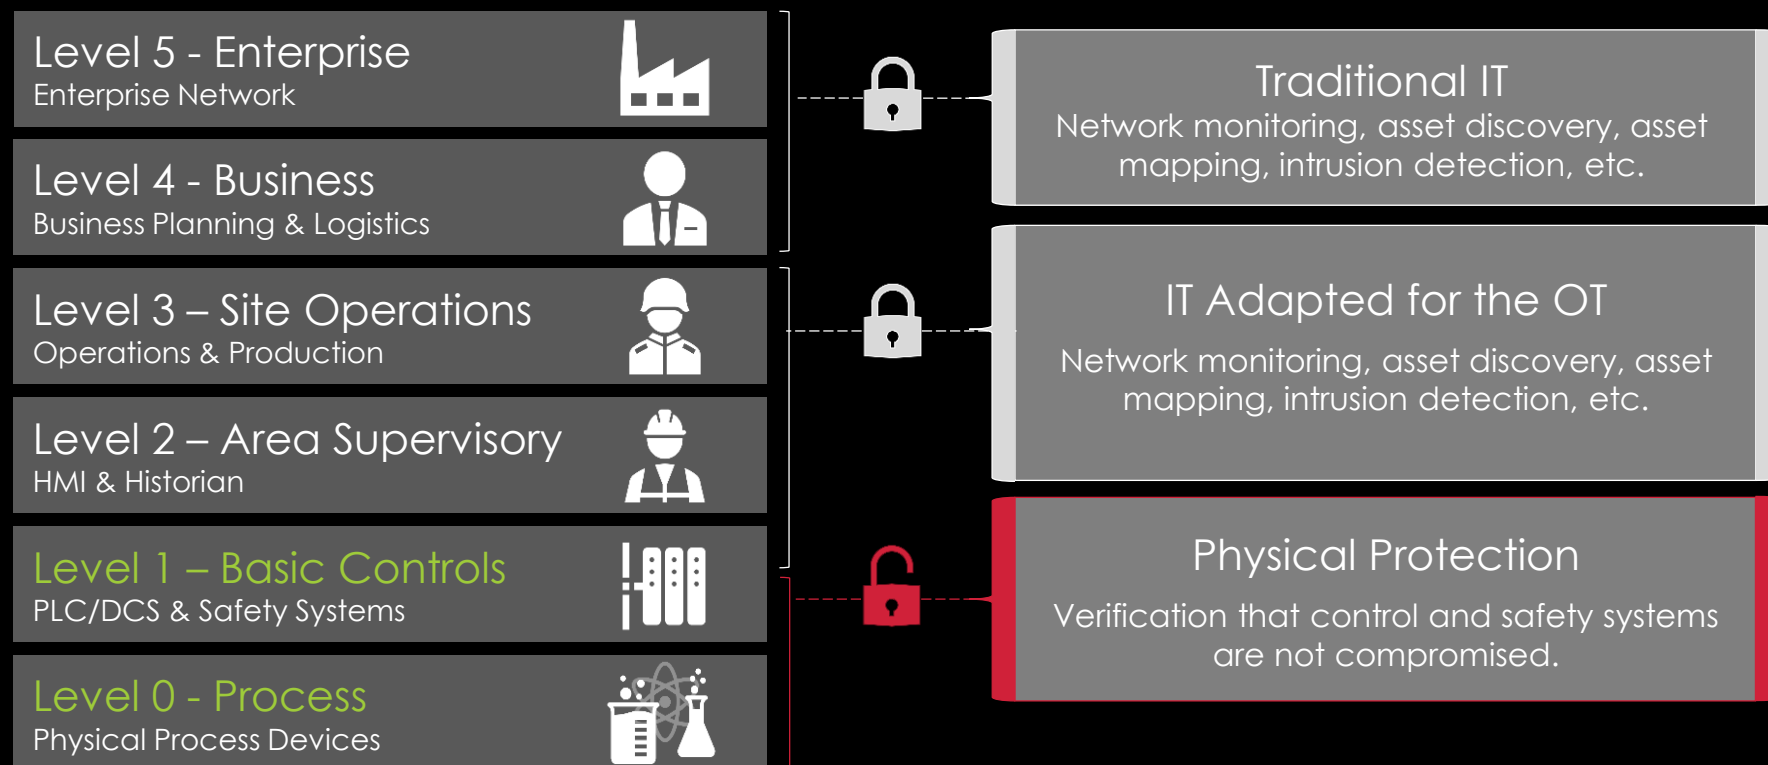 Level 5 - Enterprise
Enterprise Network
Level 4 - Business
Business Planning & Logistics
Level 3 – Site Operations
Operations & Production
Level 2 – Area Supervisory
HMI & Historian
Level 1 – Basic Controls
PLC/DCS & Safety Systems
Level 0 - Process
Physical Process Devices
Traditional IT
Network monitoring, asset discovery, asset
mapping, intrusion detection, etc.
IT Adapted for the OT
Network monitoring, asset discovery, asset
mapping, intrusion detection, etc.
Physical Protection
Verification that control and safety systems
are not compromised.